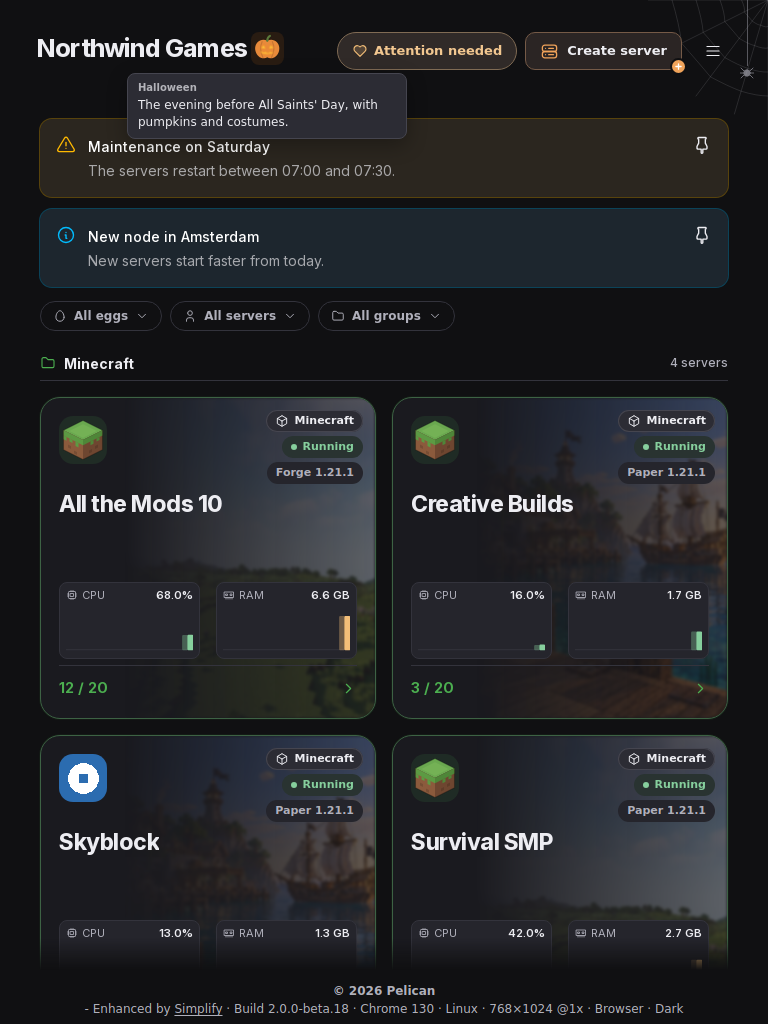 Northwind Games
Attention needed
Create server
Halloween
The evening before All Saints' Day, with
pumpkins and costumes.
Maintenance on Saturday
The servers restart between 07:00 and 07:30.
New node in Amsterdam
New servers start faster from today.
All eggs
All servers
All groups
Minecraft
4 servers
Minecraft
Running
Forge 1.21.1
All the Mods 10
CPU 68.0%
RAM 6.6 GB
12 / 20
Minecraft
Running
Paper 1.21.1
Creative Builds
CPU 16.0%
RAM 1.7 GB
3 / 20
Minecraft
Running
Paper 1.21.1
Skyblock
CPU 13.0%
RAM 1.3 GB
Minecraft
Running
Paper 1.21.1
Survival SMP
CPU 42.0%
RAM 2.7 GB
© 2026 Pelican
- Enhanced by Simplify · Build 2.0.0-beta.18 · Chrome 130 · Linux · 768×1024 @1x · Browser · Dark